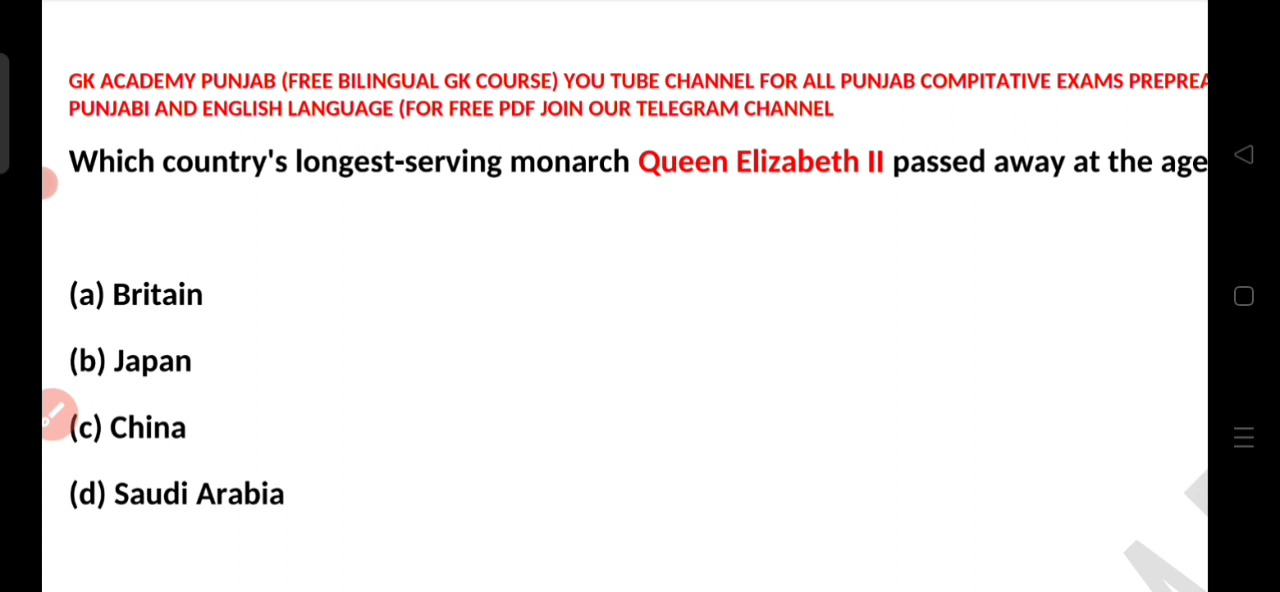 GK ACADEMY PUNJAB (FREE BILINGUAL GK COURSE) YOU TUBE CHANNEL FOR ALL PUNJAB COMPITATIVE EXAMS PREPREA
PUNJABI AND ENGLISH LANGUAGE (FOR FREE PDF JOIN OUR TELEGRAM CHANNEL
Which country's longest-serving monarch Queen Elizabeth II passed away at the age
(a) Britain
(b) Japan
(c) China
(d) Saudi Arabia